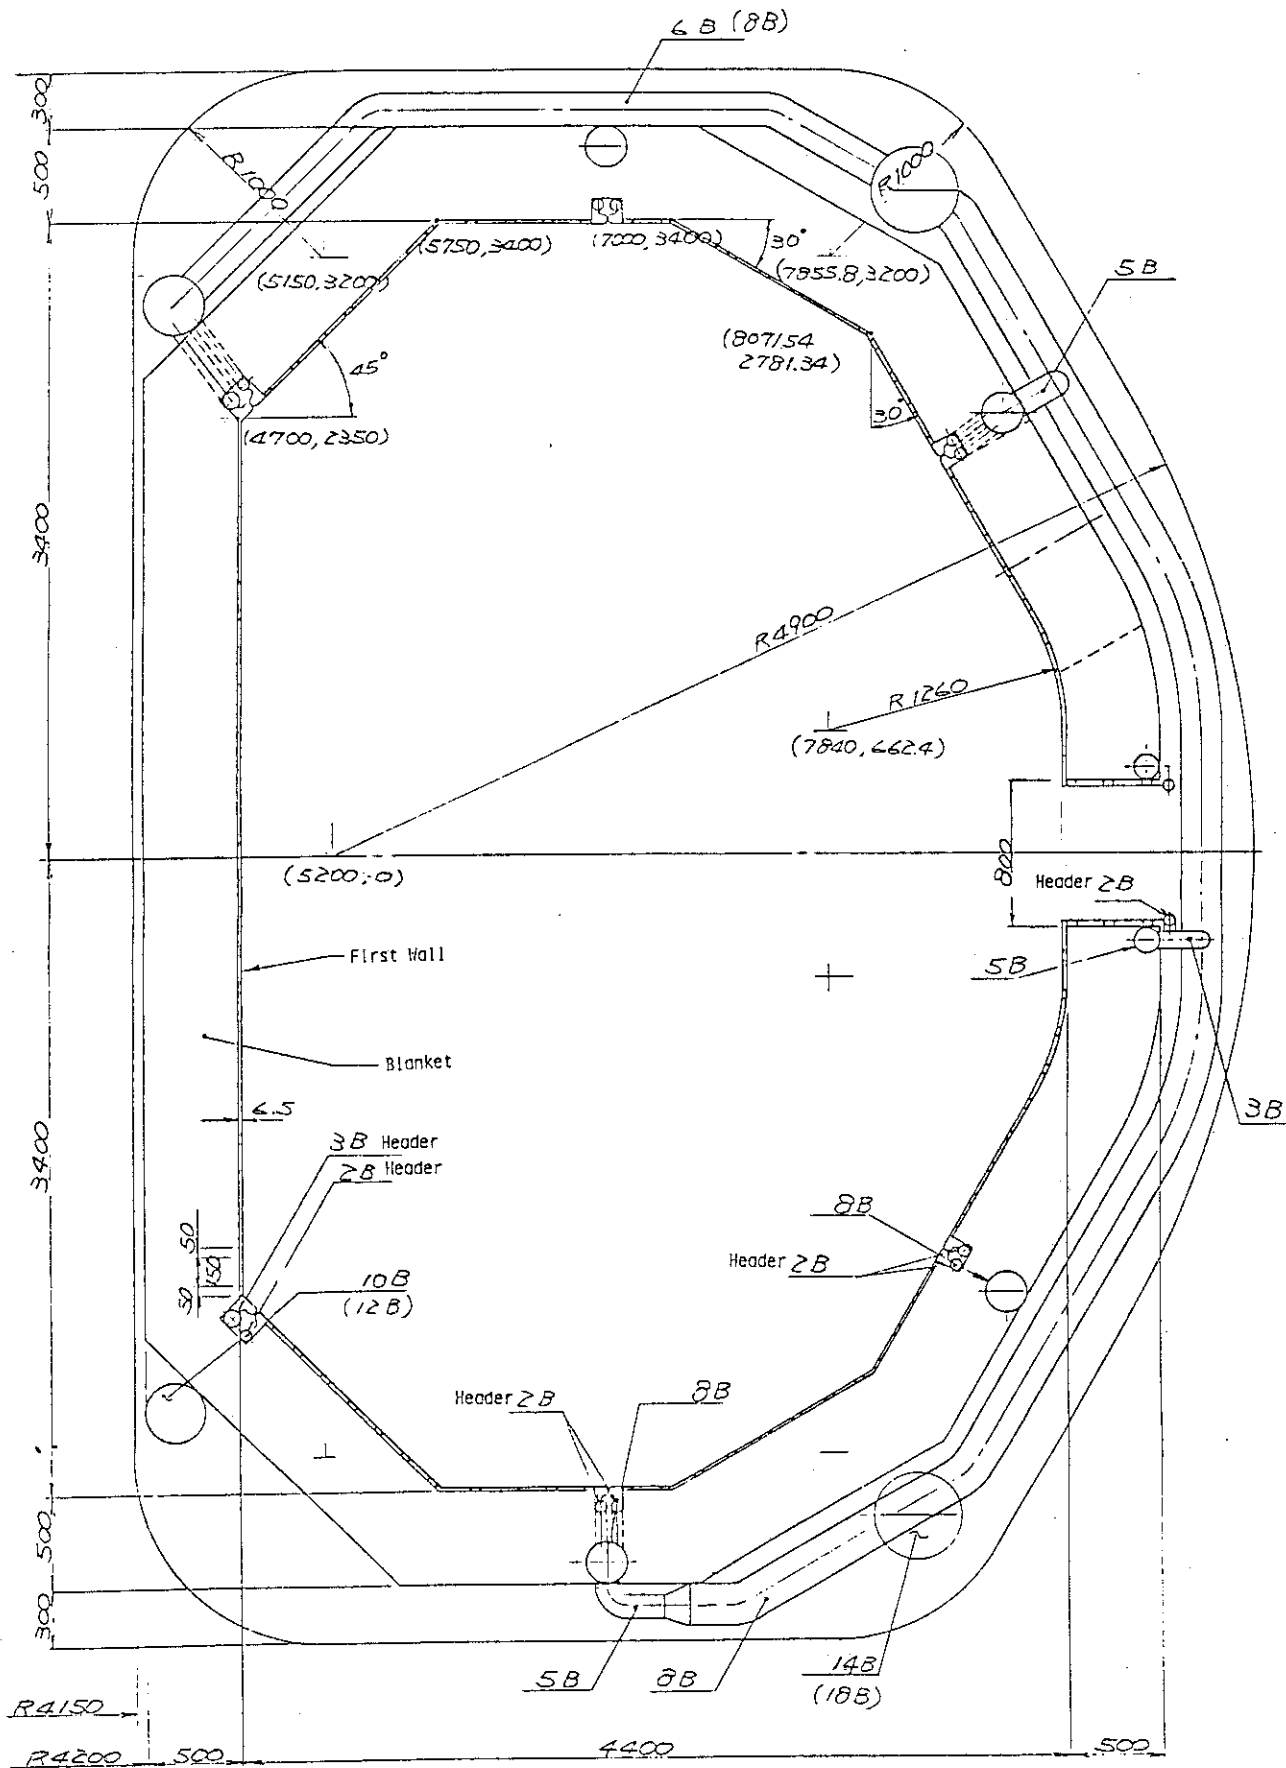 6B (8B)
300
500
R1000
R1000
(5750,3400)
(7000,3400)
30°
(5150,3200)
(7855.8,3200)
5B
(8071.54
2781.34)
45°
30°
(4700,2350)
3400
R4900
R1260
(7840,662.4)
800
(5200,0)
Header 2B
First Wall
5B
Blanket
6.5
3B
3B Header
2B Header
3400
50
150
50
8B
Header 2B
10B
(12B)
Header 2B
8B
500
300
5B
8B
14B
(18B)
R4150
R4200
500
4400
500